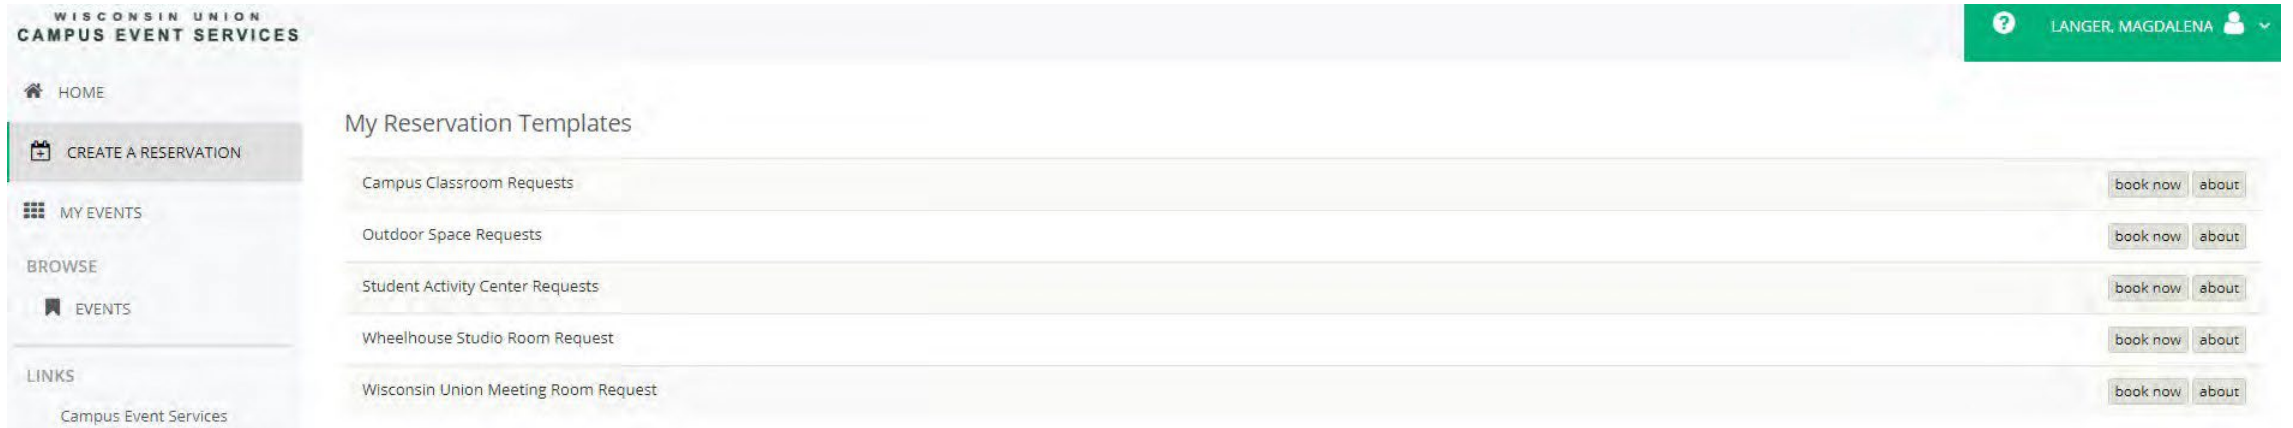 WISCONSIN UNION
CAMPUS EVENT SERVICES
LANGER, MAGDALENA
HOME
CREATE A RESERVATION
MY EVENTS
BROWSE
EVENTS
LINKS
Campus Event Services
My Reservation Templates
Campus Classroom Requests book now about
Outdoor Space Requests book now about
Student Activity Center Requests book now about
Wheelhouse Studio Room Request book now about
Wisconsin Union Meeting Room Request book now about